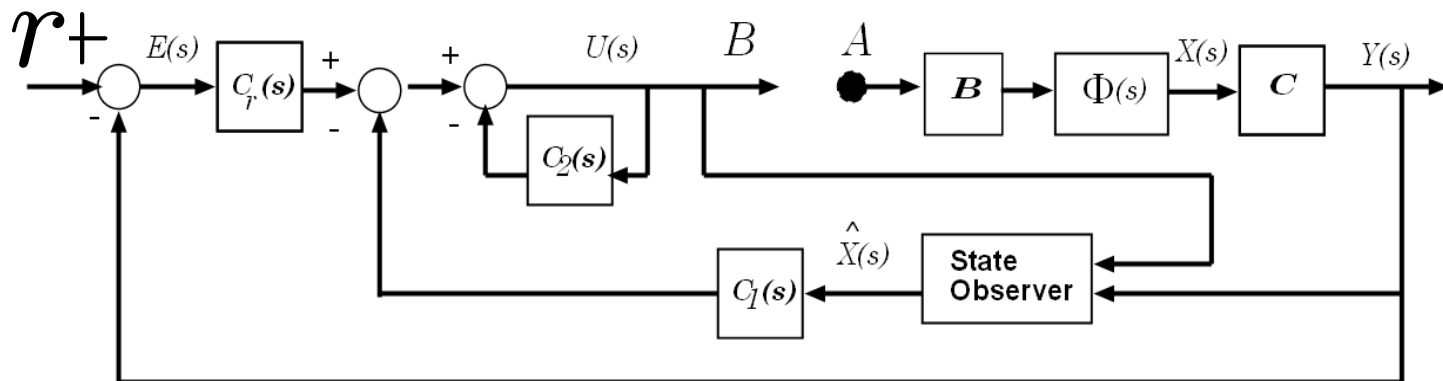 r+ E(s) + + U(s) B A X(s) Y(s)
C_r(s) B Φ(s) C
- - -
C_2(s)
^
X(s) State
C_1(s) Observer